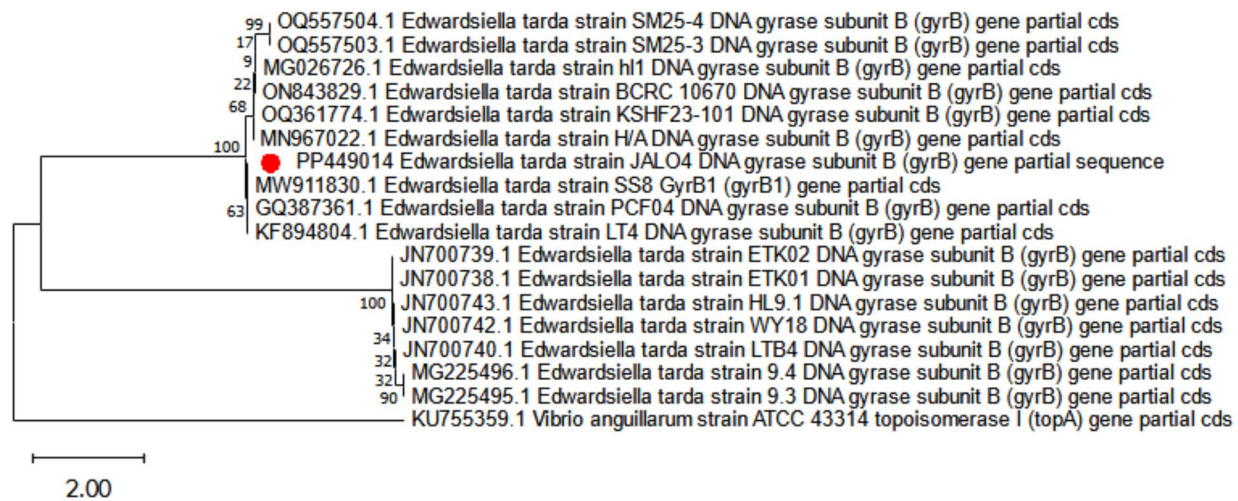 99 OQ557504.1 Edwardsiella tarda strain SM25-4 DNA gyrase subunit B (gyrB) gene partial cds
17 OQ557503.1 Edwardsiella tarda strain SM25-3 DNA gyrase subunit B (gyrB) gene partial cds
9 MG026726.1 Edwardsiella tarda strain hl1 DNA gyrase subunit B (gyrB) gene partial cds
22 ON843829.1 Edwardsiella tarda strain BCRC 10670 DNA gyrase subunit B (gyrB) gene partial cds
68 OQ361774.1 Edwardsiella tarda strain KSHF23-101 DNA gyrase subunit B (gyrB) gene partial cds
MN967022.1 Edwardsiella tarda strain H/A DNA gyrase subunit B (gyrB) gene partial cds
100 PP449014 Edwardsiella tarda strain JALO4 DNA gyrase subunit B (gyrB) gene partial sequence
MW911830.1 Edwardsiella tarda strain SS8 GyrB1 (gyrB1) gene partial cds
63 GQ387361.1 Edwardsiella tarda strain PCF04 DNA gyrase subunit B (gyrB) gene partial cds
KF894804.1 Edwardsiella tarda strain LT4 DNA gyrase subunit B (gyrB) gene partial cds
JN700739.1 Edwardsiella tarda strain ETK02 DNA gyrase subunit B (gyrB) gene partial cds
JN700738.1 Edwardsiella tarda strain ETK01 DNA gyrase subunit B (gyrB) gene partial cds
100 JN700743.1 Edwardsiella tarda strain HL9.1 DNA gyrase subunit B (gyrB) gene partial cds
JN700742.1 Edwardsiella tarda strain WY18 DNA gyrase subunit B (gyrB) gene partial cds
34 JN700740.1 Edwardsiella tarda strain LTB4 DNA gyrase subunit B (gyrB) gene partial cds
32 MG225496.1 Edwardsiella tarda strain 9.4 DNA gyrase subunit B (gyrB) gene partial cds
32
90 MG225495.1 Edwardsiella tarda strain 9.3 DNA gyrase subunit B (gyrB) gene partial cds
KU755359.1 Vibrio anguillarum strain ATCC 43314 topoisomerase I (topA) gene partial cds
2.00